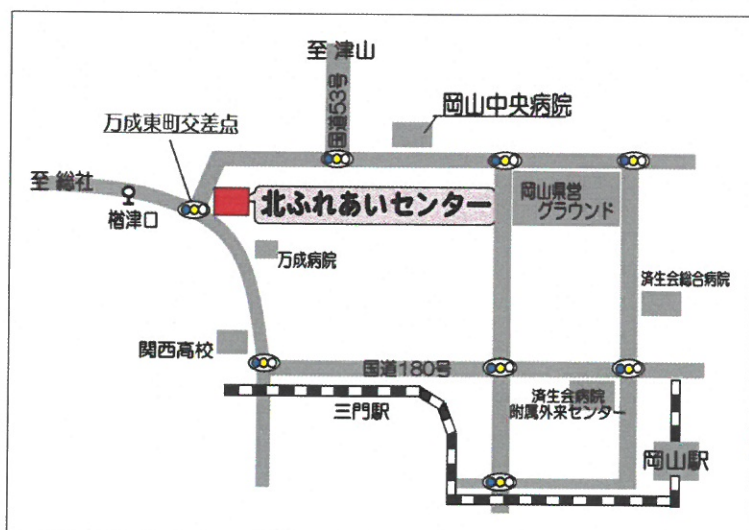 至 津山
国道53号
岡山中央病院
万成東町交差点
至 総社
楢津口
北ふれあいセンター
岡山県営
グラウンド
万成病院
済生会総合病院
関西高校
国道180号
三門駅
済生会病院
附属外来センター
岡山駅